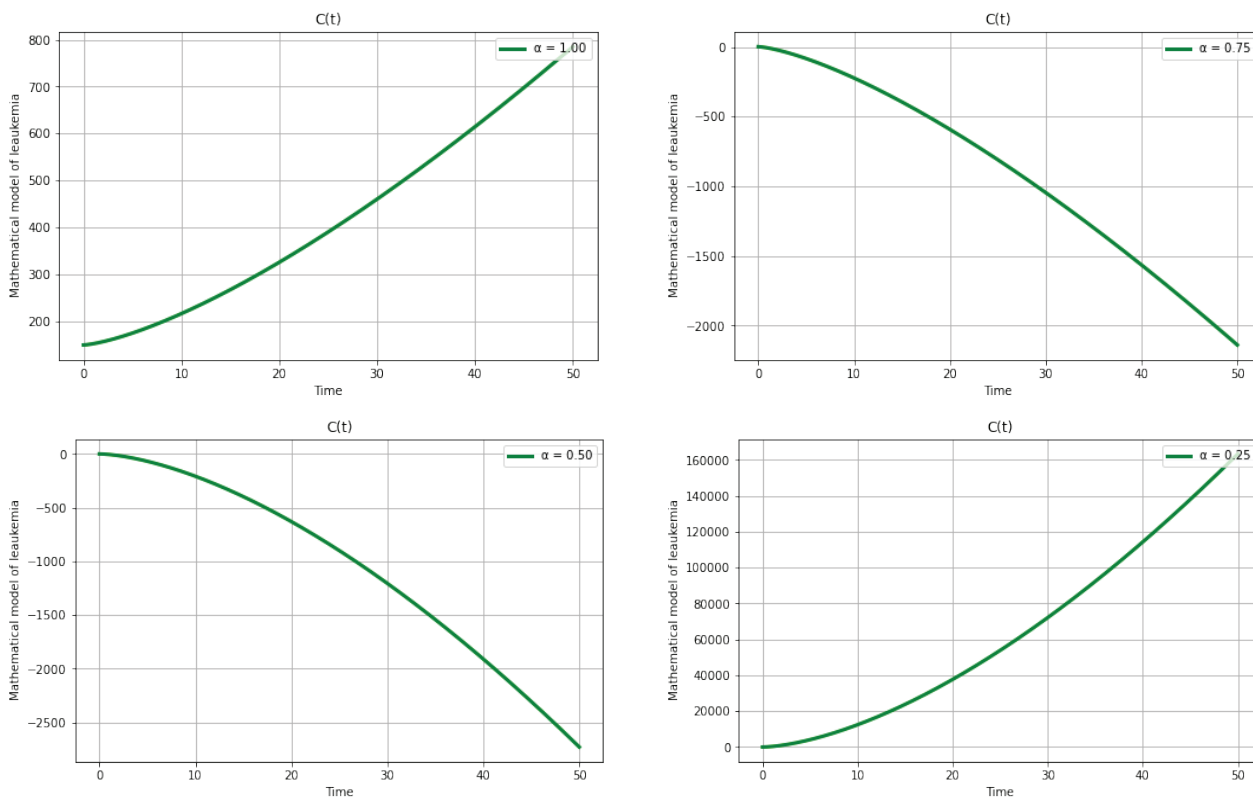 C(t)
α = 1.00
Mathematical model of leaukemia
800
700
600
500
400
300
200
0 10 20 30 40 50
Time
C(t)
α = 0.75
Mathematical model of leaukemia
0
−500
−1000
−1500
−2000
0 10 20 30 40 50
Time
C(t)
α = 0.50
Mathematical model of leaukemia
0
−500
−1000
−1500
−2000
−2500
0 10 20 30 40 50
Time
C(t)
α = 0.25
Mathematical model of leaukemia
160000
140000
120000
100000
80000
60000
40000
20000
0
0 10 20 30 40 50
Time